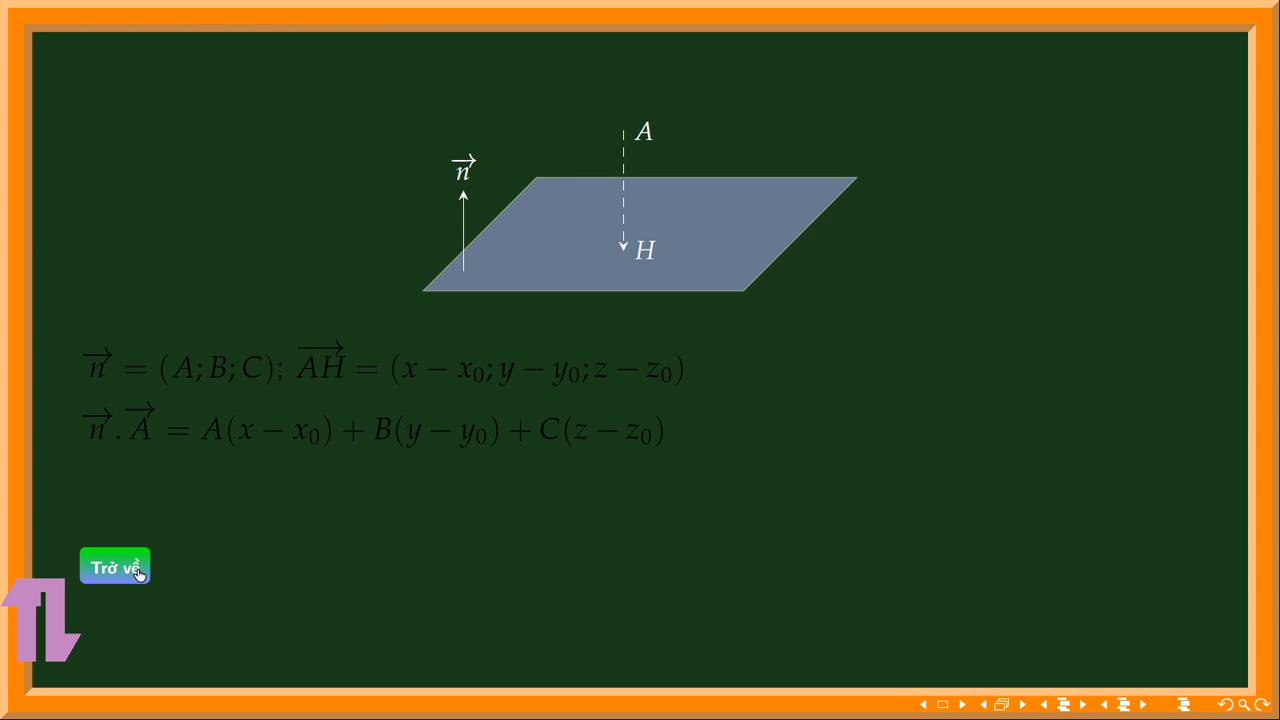 A
n⃗
H
n⃗ = (A; B; C); AH⃗ = (x − x₀; y − y₀; z − z₀)
n⃗ . A⃗ = A(x − x₀) + B(y − y₀) + C(z − z₀)
Trở về